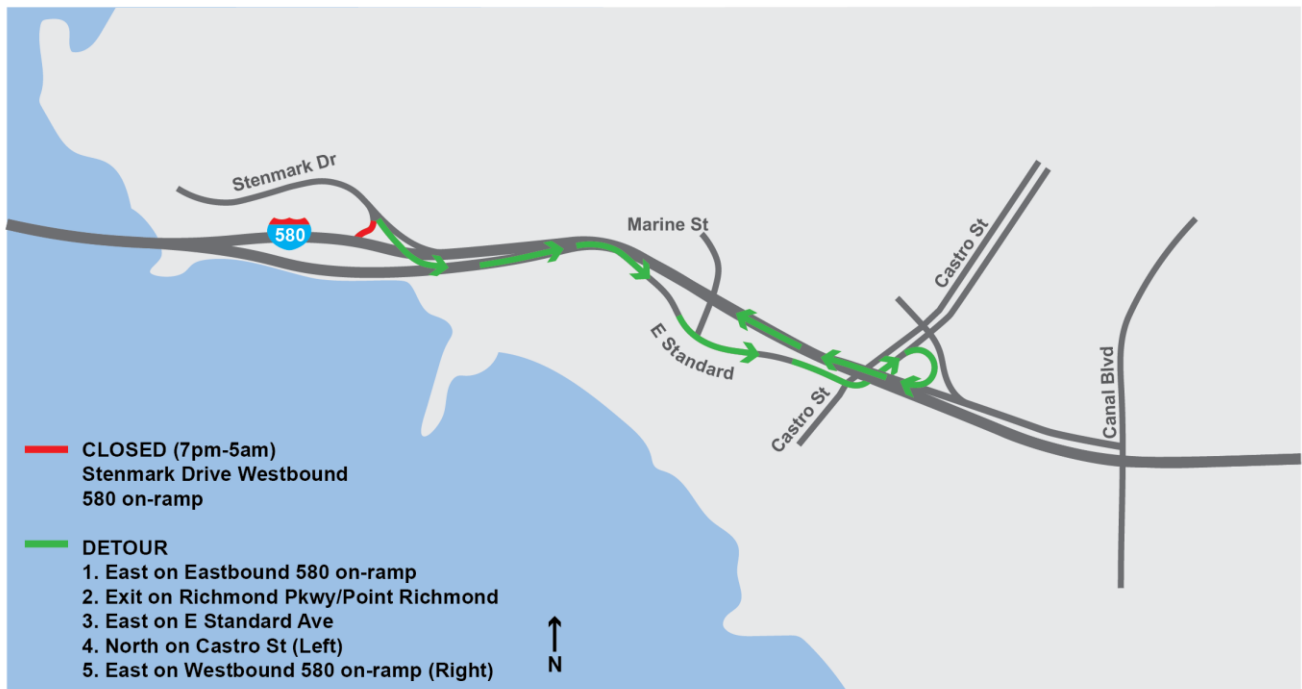 Stenmark Dr
580
Marine St
Castro St
E Standard
Castro St
Canal Blvd
CLOSED (7pm-5am)
Stenmark Drive Westbound
580 on-ramp
DETOUR
1. East on Eastbound 580 on-ramp
2. Exit on Richmond Pkwy/Point Richmond
3. East on E Standard Ave
4. North on Castro St (Left)
5. East on Westbound 580 on-ramp (Right)
N